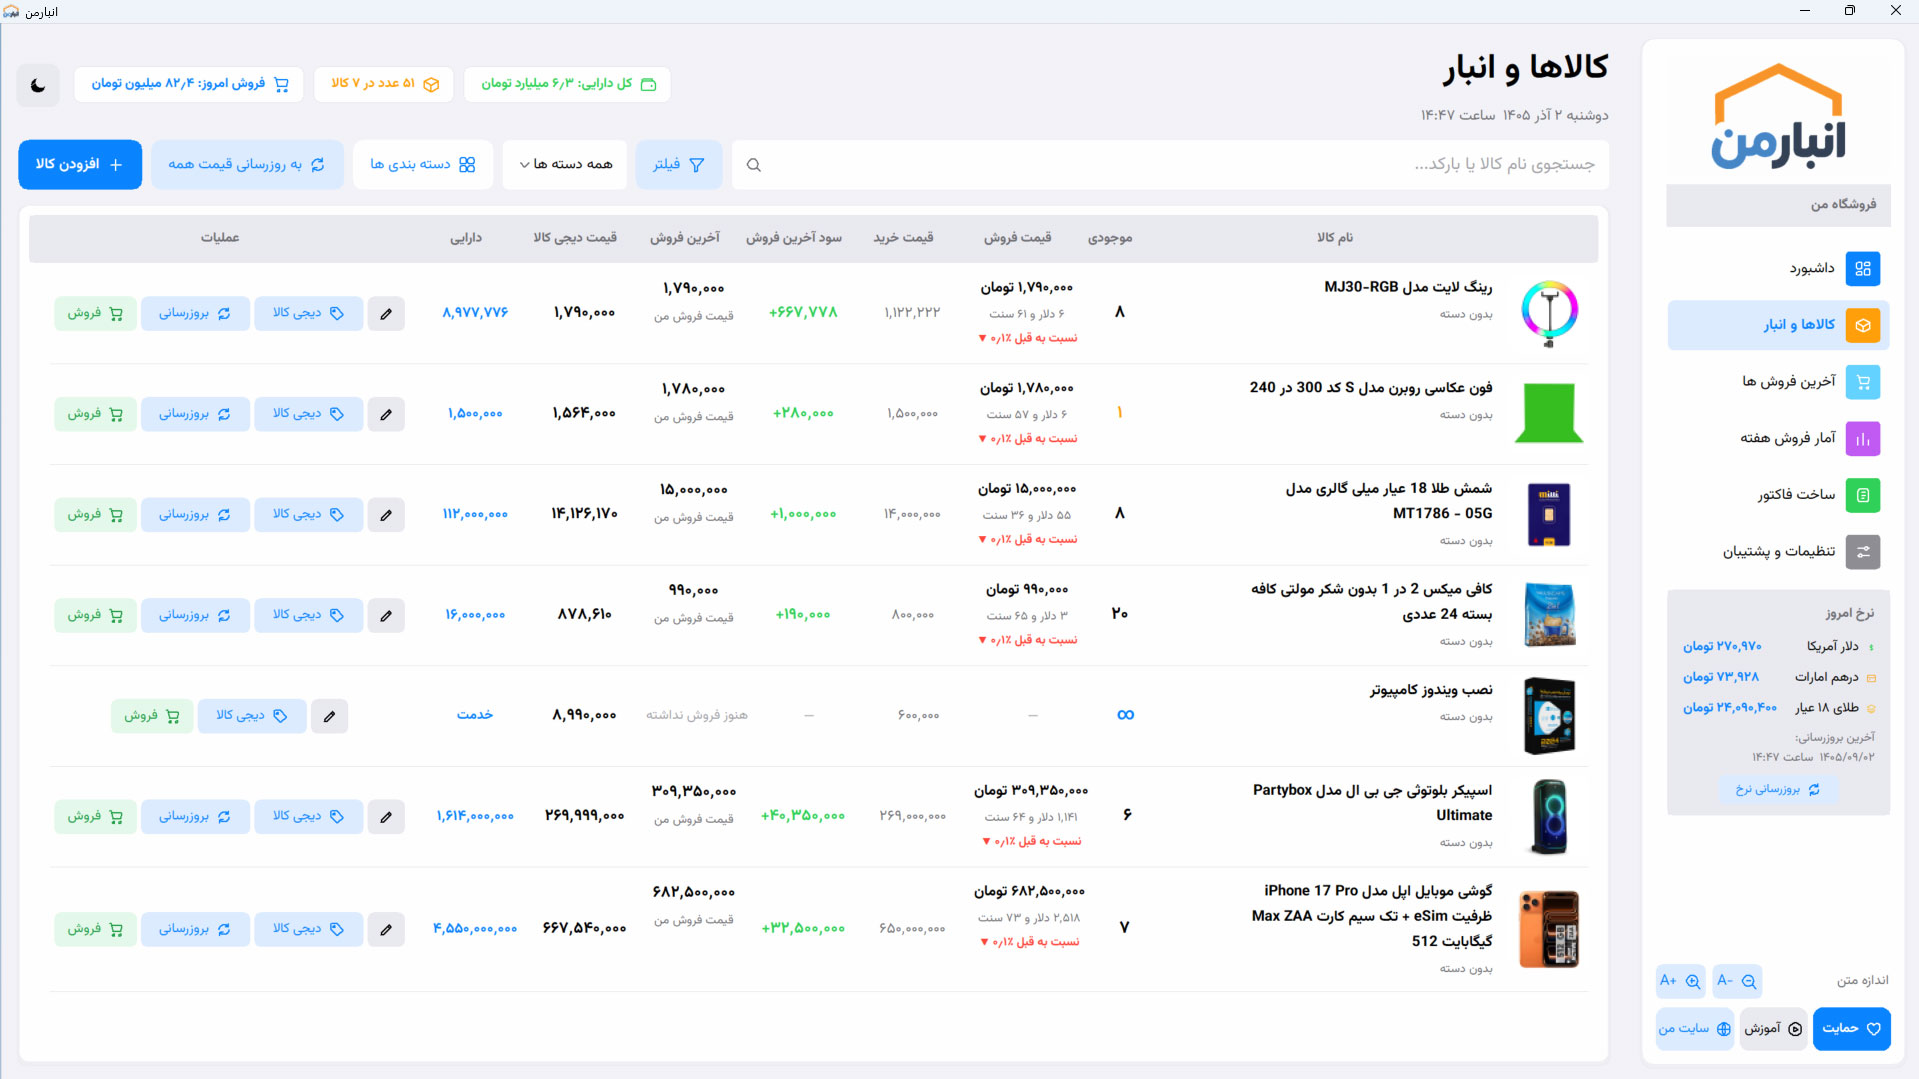 انبارمن
کالاها و انبار
دوشنبه ۲ آذر ۱۴۰۵ ساعت ۱۴:۴۷
کل دارایی: ۶٫۳ میلیارد تومان
۵۱ عدد در ۷ کالا
فروش امروز: ۸۲٫۴ میلیون تومان
جستجوی نام کالا یا بارکد...
فیلتر
همه دسته ها
دسته بندی ها
به روزرسانی قیمت همه
افزودن کالا
نام کالا موجودی قیمت فروش قیمت خرید سود آخرین فروش آخرین فروش قیمت دیجی کالا دارایی عملیات
رینگ لایت مدل MJ30-RGB
بدون دسته
۸
۱,۷۹۰,۰۰۰ تومان
۶ دلار و ۶۱ سنت
نسبت به قبل ۰٫۱٪ ▼
۱,۱۲۲,۲۲۲
+۶۶۷,۷۷۸
۱,۷۹۰,۰۰۰
قیمت فروش من
۱,۷۹۰,۰۰۰
۸,۹۷۷,۷۷۶
دیجی کالا بروزرسانی فروش
فون عکاسی روبرن مدل S کد 300 در 240
بدون دسته
۱
۱,۷۸۰,۰۰۰ تومان
۶ دلار و ۵۷ سنت
نسبت به قبل ۰٫۱٪ ▼
۱,۵۰۰,۰۰۰
+۲۸۰,۰۰۰
۱,۷۸۰,۰۰۰
قیمت فروش من
۱,۵۶۴,۰۰۰
۱,۵۰۰,۰۰۰
دیجی کالا بروزرسانی فروش
شمش طلا 18 عیار میلی گالری مدل
MT1786 - 05G
بدون دسته
۸
۱۵,۰۰۰,۰۰۰ تومان
۵۵ دلار و ۳۶ سنت
نسبت به قبل ۰٫۱٪ ▼
۱۴,۰۰۰,۰۰۰
+۱,۰۰۰,۰۰۰
۱۵,۰۰۰,۰۰۰
قیمت فروش من
۱۴,۱۲۶,۱۷۰
۱۱۲,۰۰۰,۰۰۰
دیجی کالا بروزرسانی فروش
کافی میکس 2 در 1 بدون شکر مولتی کافه
بسته 24 عددی
بدون دسته
۲۰
۹۹۰,۰۰۰ تومان
۳ دلار و ۶۵ سنت
نسبت به قبل ۰٫۱٪ ▼
۸۰۰,۰۰۰
+۱۹۰,۰۰۰
۹۹۰,۰۰۰
قیمت فروش من
۸۷۸,۶۱۰
۱۶,۰۰۰,۰۰۰
دیجی کالا بروزرسانی فروش
نصب ویندوز کامپیوتر
بدون دسته
∞
—
۶۰۰,۰۰۰
—
هنوز فروش نداشته
۸,۹۹۰,۰۰۰
خدمت
دیجی کالا فروش
اسپیکر بلوتوثی جی بی ال مدل Partybox
Ultimate
بدون دسته
۶
۳۰۹,۳۵۰,۰۰۰ تومان
۱,۱۴۱ دلار و ۶۴ سنت
نسبت به قبل ۰٫۱٪ ▼
۲۶۹,۰۰۰,۰۰۰
+۴۰,۳۵۰,۰۰۰
۳۰۹,۳۵۰,۰۰۰
قیمت فروش من
۲۶۹,۹۹۹,۰۰۰
۱,۶۱۴,۰۰۰,۰۰۰
دیجی کالا بروزرسانی فروش
گوشی موبایل اپل مدل iPhone 17 Pro
Max ZAA تک سیم کارت + eSim ظرفیت
512 گیگابایت
بدون دسته
۷
۶۸۲,۵۰۰,۰۰۰ تومان
۲,۵۱۸ دلار و ۷۳ سنت
نسبت به قبل ۰٫۱٪ ▼
۶۵۰,۰۰۰,۰۰۰
+۳۲,۵۰۰,۰۰۰
۶۸۲,۵۰۰,۰۰۰
قیمت فروش من
۶۶۷,۵۴۰,۰۰۰
۴,۵۵۰,۰۰۰,۰۰۰
دیجی کالا بروزرسانی فروش
انبارمن
فروشگاه من
داشبورد
کالاها و انبار
آخرین فروش ها
آمار فروش هفته
ساخت فاکتور
تنظیمات و پشتیبان
نرخ امروز
دلار آمریکا ۲۷۰,۹۷۰ تومان
درهم امارات ۷۳,۹۲۸ تومان
طلای ۱۸ عیار ۲۴,۰۹۰,۴۰۰ تومان
آخرین بروزرسانی:
۱۴۰۵/۰۹/۰۲ ساعت ۱۴:۴۷
بروزرسانی نرخ
اندازه متن
A-
A+
حمایت
آموزش
سایت من